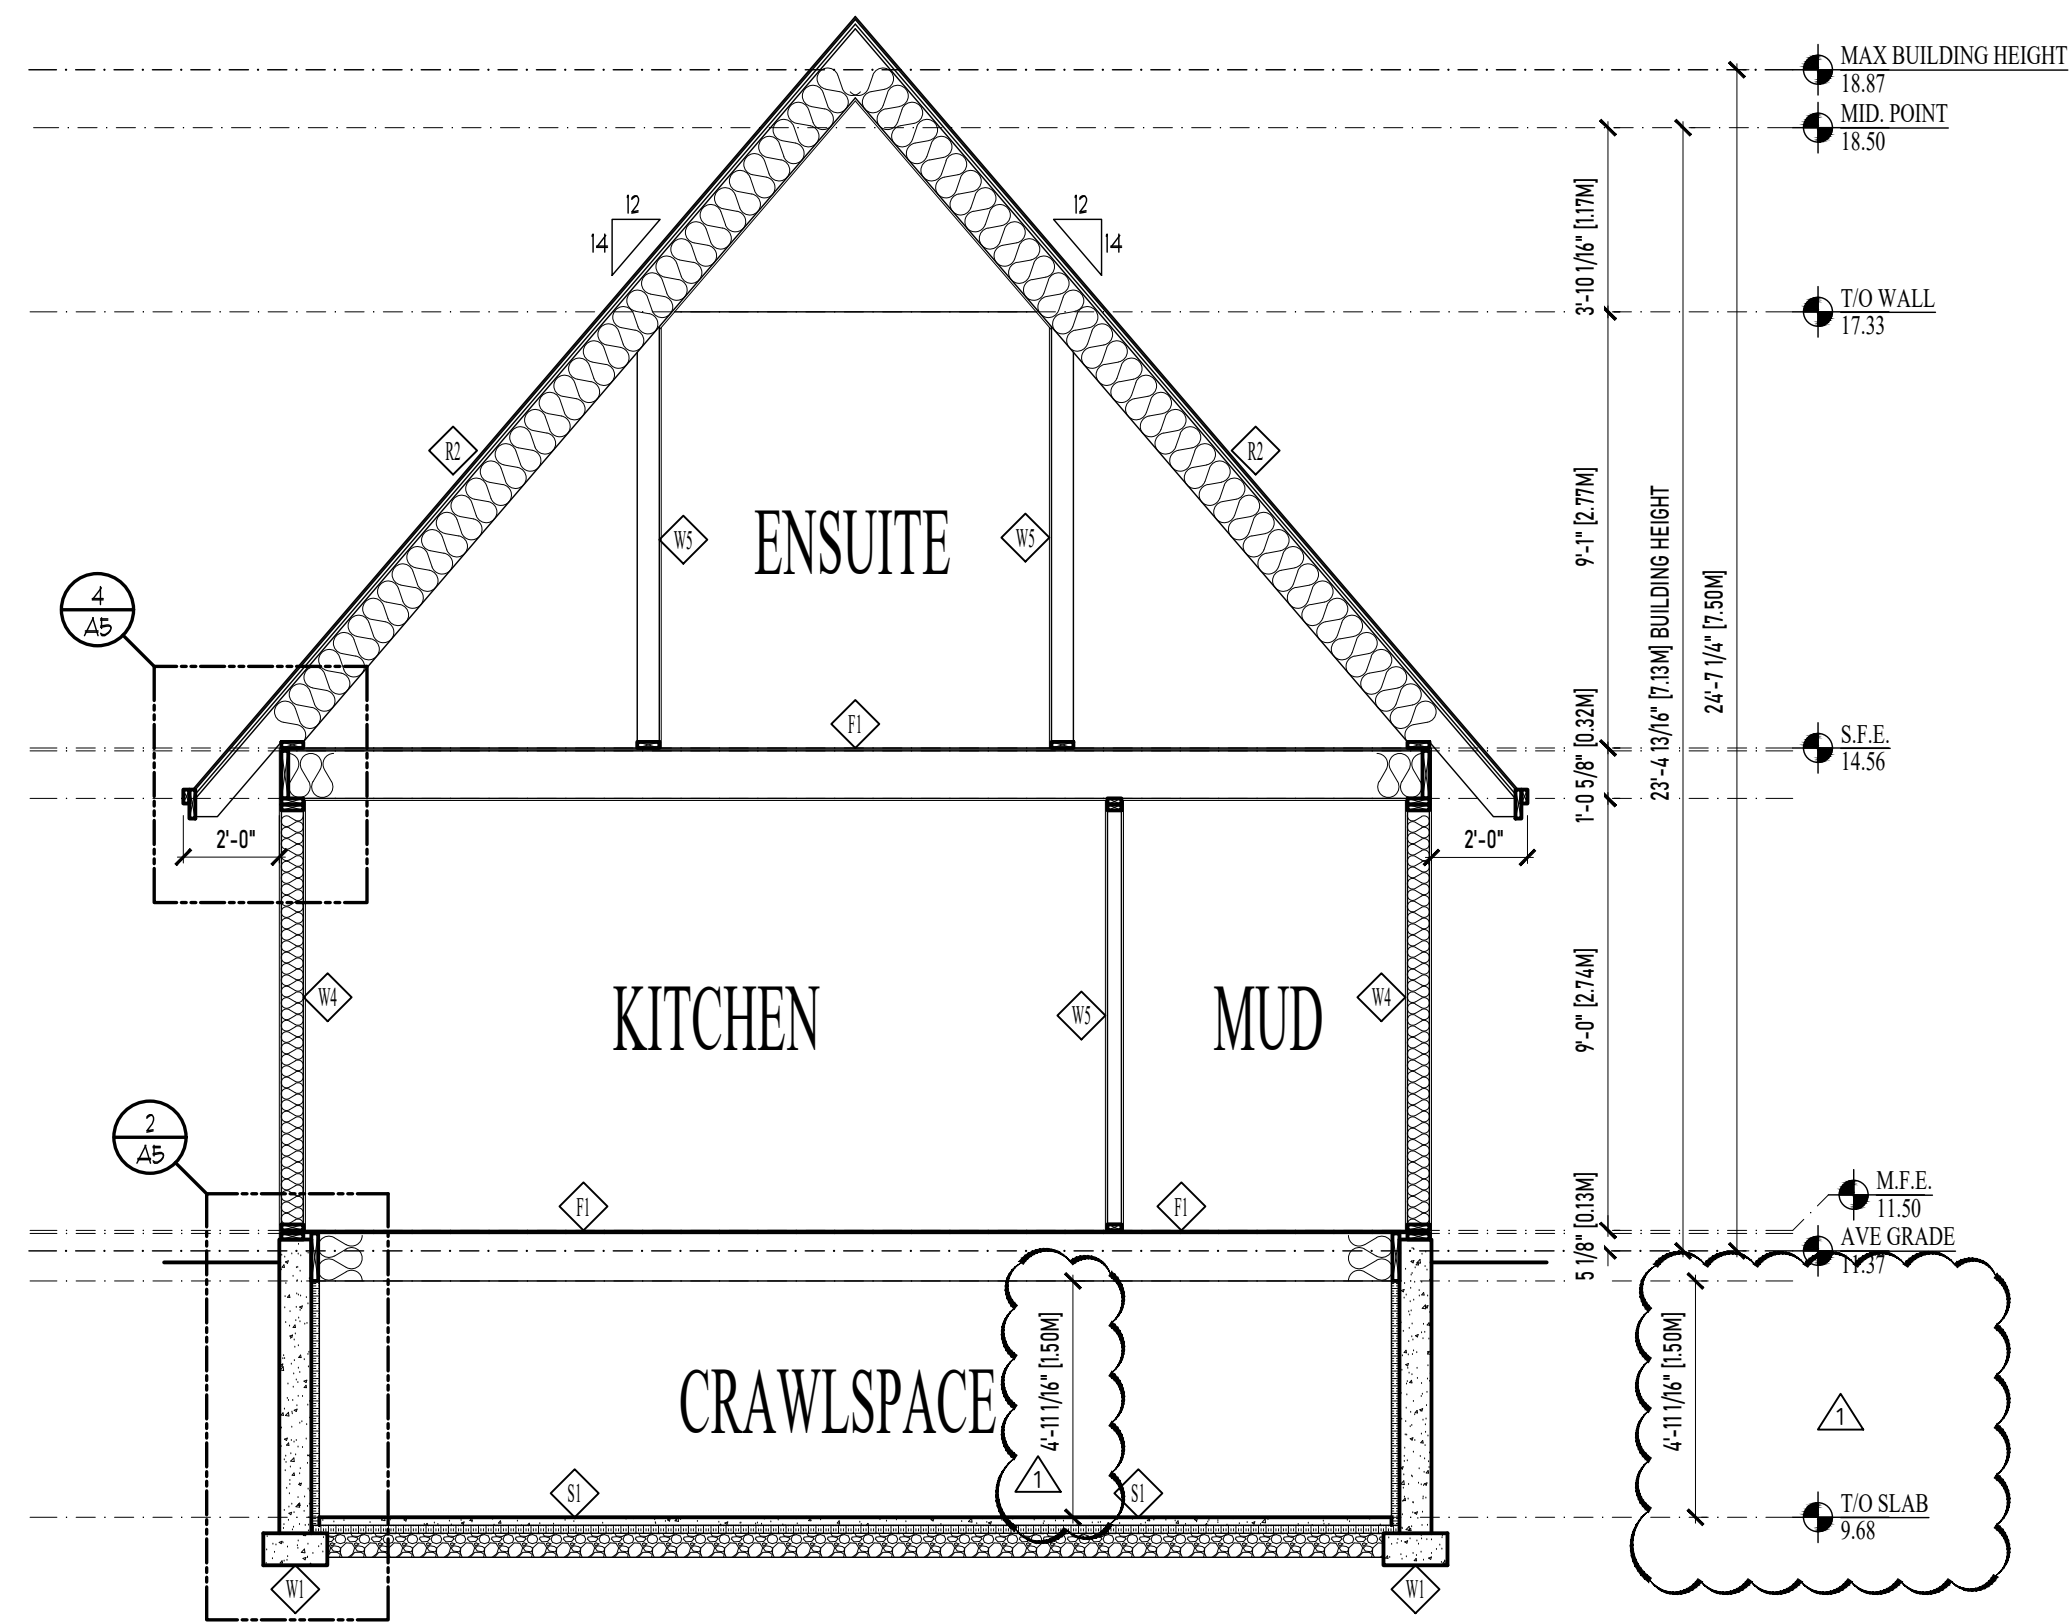 MAX BUILDING HEIGHT
18.87
MID. POINT
18.50
12
14
12
14
3'-10 1/16" [1.17M]
T/O WALL
17.33
R2
R2
9'-1" [2.77M]
23'-4 13/16" [7.13M] BUILDING HEIGHT
24'-7 1/4" [7.50M]
W5
ENSUITE
W5
4
A5
F1
1'-0 5/8" [0.32M]
S.F.E.
14.56
2'-0"
2'-0"
W4
KITCHEN
W5
MUD
W4
9'-0" [2.74M]
2
A5
F1
F1
5 1/8" [0.13M]
M.F.E.
11.50
AVE GRADE
11.37
CRAWLSPACE
4'-11 1/16" [1.50M]
1
4'-11 1/16" [1.50M]
1
S1
S1
T/O SLAB
9.68
W1
W1